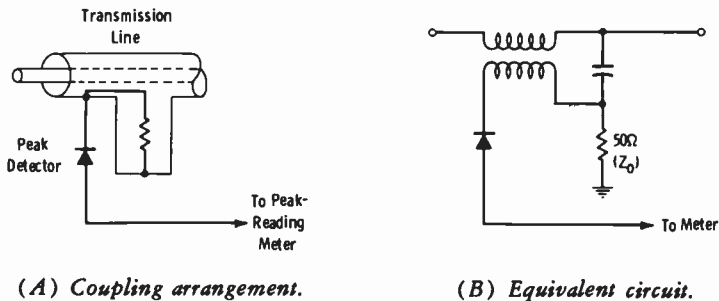 Transmission
Line
Peak
Detector
To Peak-
Reading
Meter
(A) Coupling arrangement.
50Ω
(Z₀)
To Meter
(B) Equivalent circuit.